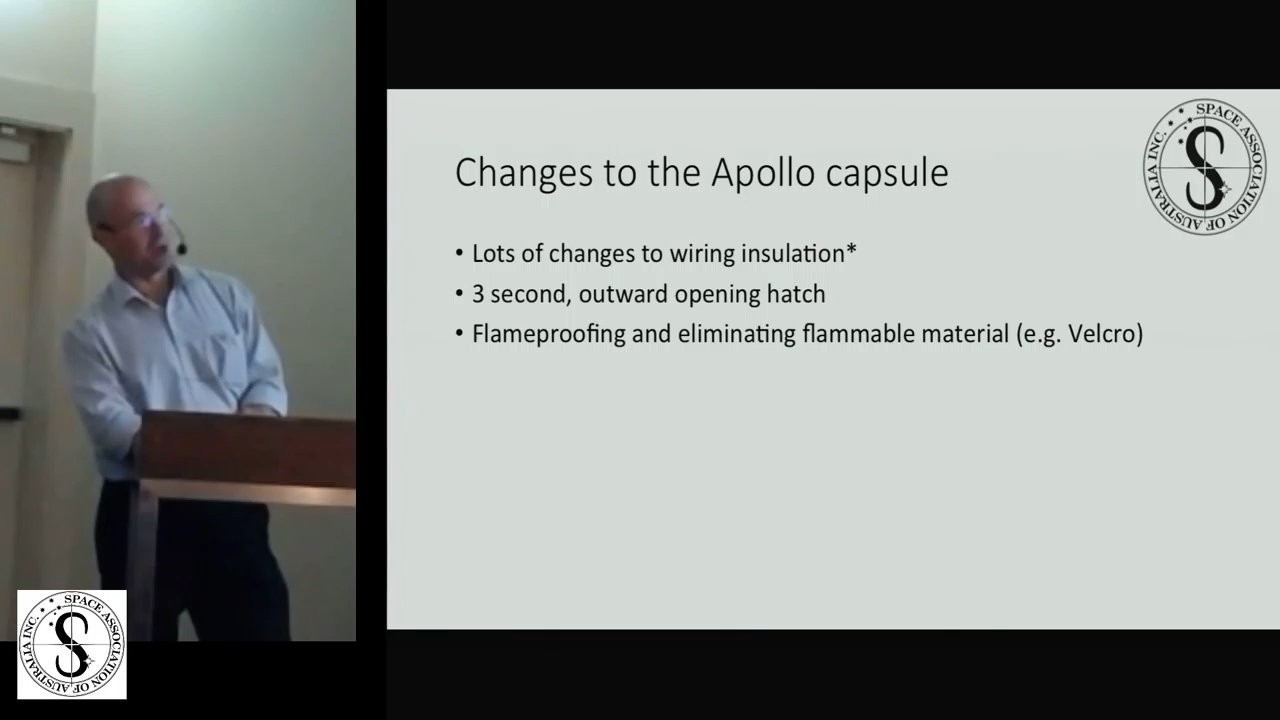 Changes to the Apollo capsule
SPACE ASSOCIATION OF AUSTRALIA INC.
S
• Lots of changes to wiring insulation*
• 3 second, outward opening hatch
• Flameproofing and eliminating flammable material (e.g. Velcro)
SPACE ASSOCIATION OF AUSTRALIA INC.
S